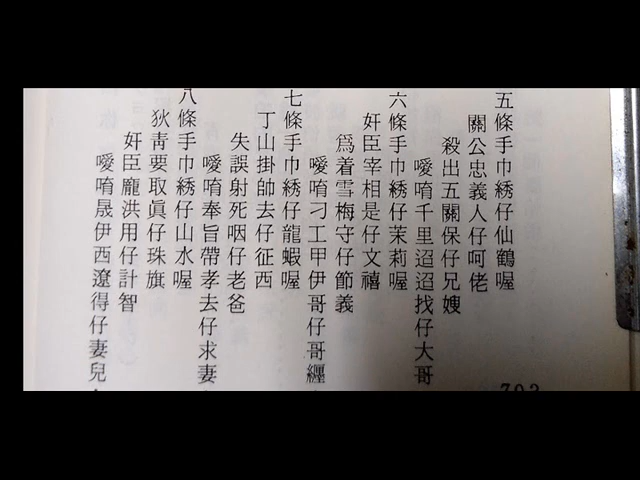 五條手巾綉仔仙鶴喔
關公忠義人仔呵佬
殺出五關保仔兄嫂
噯唷千里迢迢找仔大哥
六條手巾綉仔茉莉喔
奸臣宰相是仔文禧
爲着雪梅守仔節義
噯唷刁工甲伊哥仔哥纏
七條手巾綉仔龍蝦喔
丁山掛帥去仔征西
失誤射死咽仔老爸
噯唷奉旨帶孝去仔求妻
八條手巾綉仔山水喔
狄靑要取眞仔珠旗
奸臣龐洪用仔計智
噯唷晟伊西遼得仔妻兒